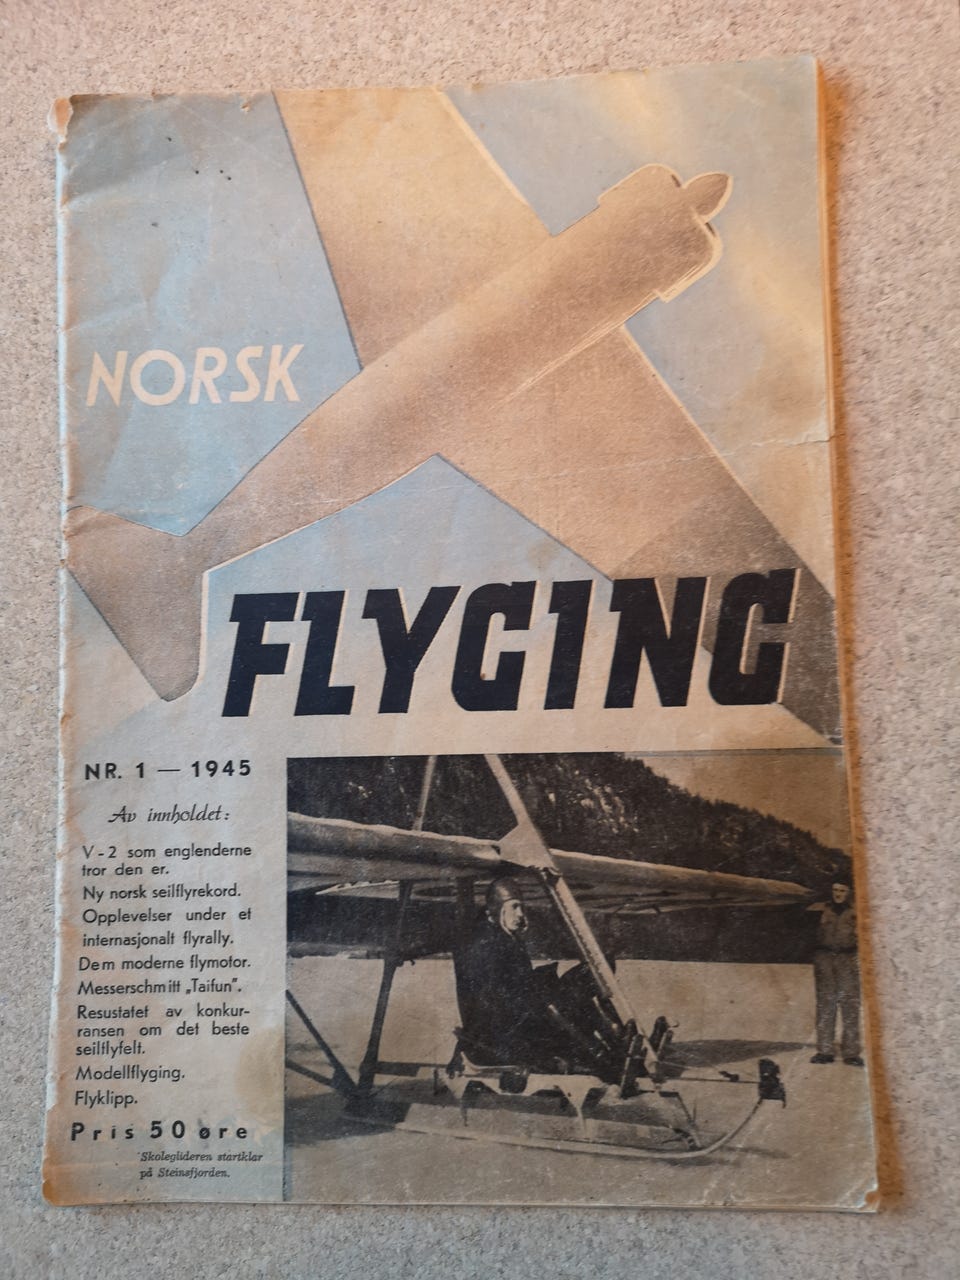 NORSK
FLYGING
NR. 1 — 1945
Av innholdet:
V-2 som englenderne
tror den er.
Ny norsk seilflyrekord.
Opplevelser under et
internasjonalt flyrally.
Dem moderne flymotor.
Messerschmitt „Taifun".
Resustatet av konkur-
ransen om det beste
seilflyfelt.
Modellflyging.
Flyklipp.
Pris 50 øre
Skoleglideren startklar
på Steinsfjorden.